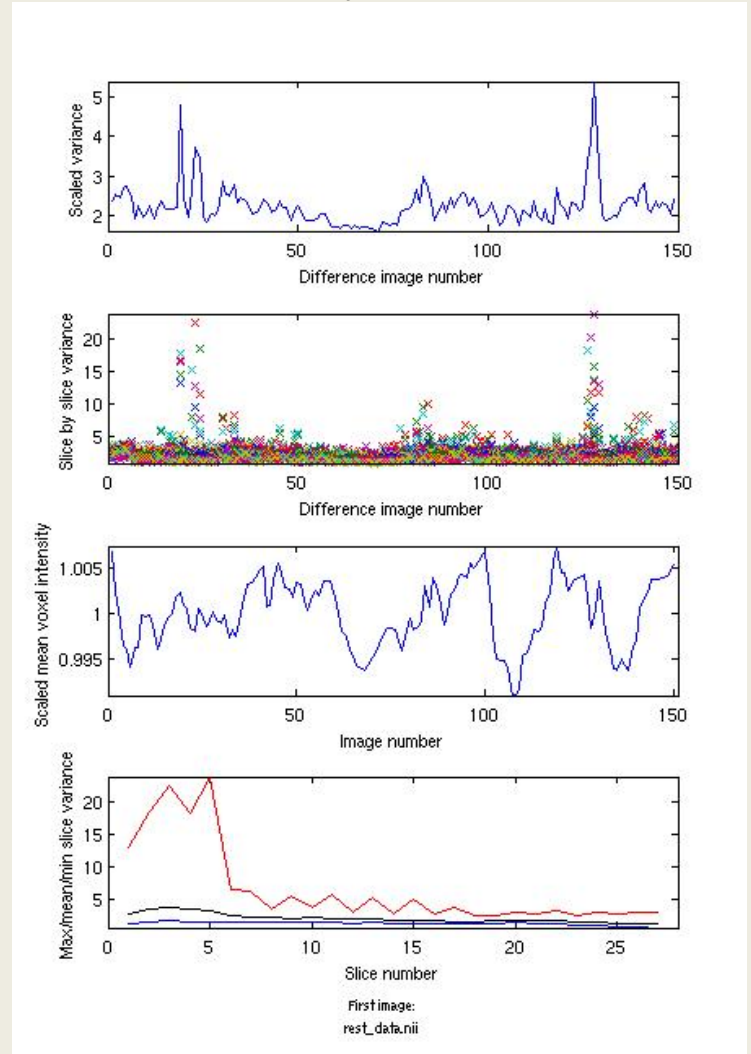 Scaled variance
5
4
3
2
0 50 100 150
Difference image number
Slice by slice variance
20
15
10
5
0 50 100 150
Difference image number
Scaled mean voxel intensity
1.005
1
0.995
0 50 100 150
Image number
Max/mean/min slice variance
20
15
10
5
0 5 10 15 20 25
Slice number
First image:
rest_data.nii